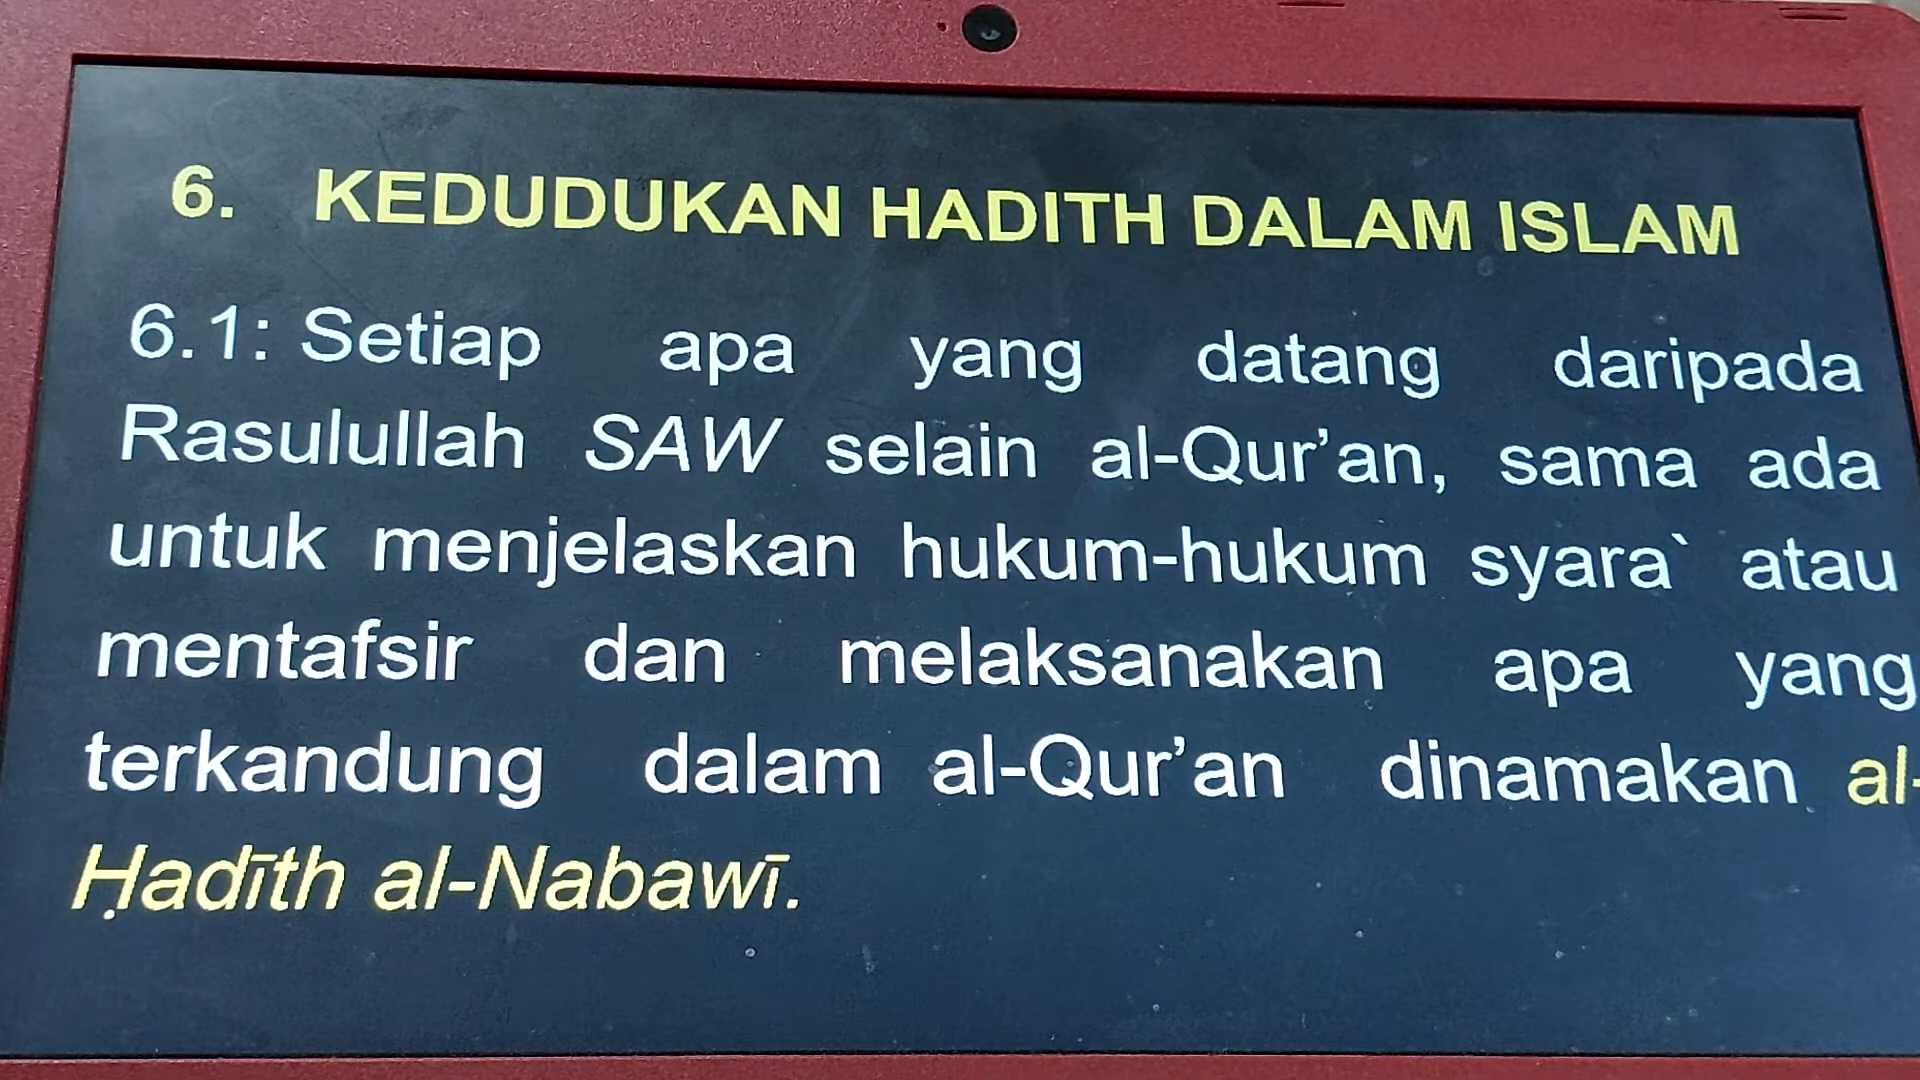 6. KEDUDUKAN HADITH DALAM ISLAM
6.1: Setiap apa yang datang daripada
Rasulullah SAW selain al-Qur’an, sama ada
untuk menjelaskan hukum-hukum syara` atau
mentafsir dan melaksanakan apa yang
terkandung dalam al-Qur’an dinamakan al-
Ḥadīth al-Nabawī.